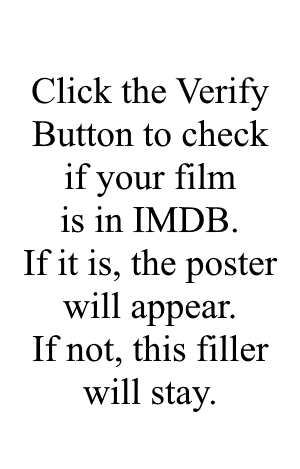 Click the Verify
Button to check
if your film
is in IMDB.
If it is, the poster
will appear.
If not, this filler
will stay.